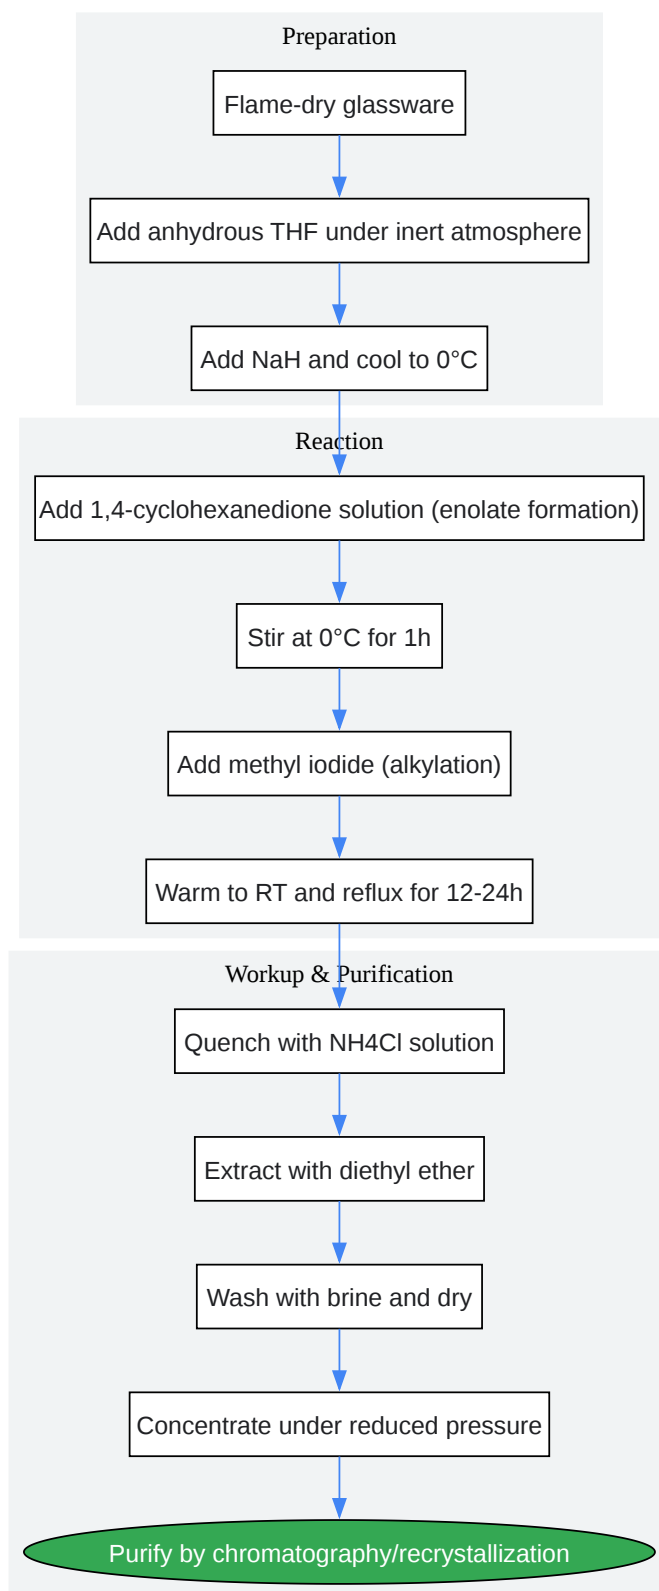 Preparation
Flame-dry glassware
Add anhydrous THF under inert atmosphere
Add NaH and cool to 0°C
Reaction
Add 1,4-cyclohexanedione solution (enolate formation)
Stir at 0°C for 1h
Add methyl iodide (alkylation)
Warm to RT and reflux for 12-24h
Workup & Purification
Quench with NH4Cl solution
Extract with diethyl ether
Wash with brine and dry
Concentrate under reduced pressure
Purify by chromatography/recrystallization